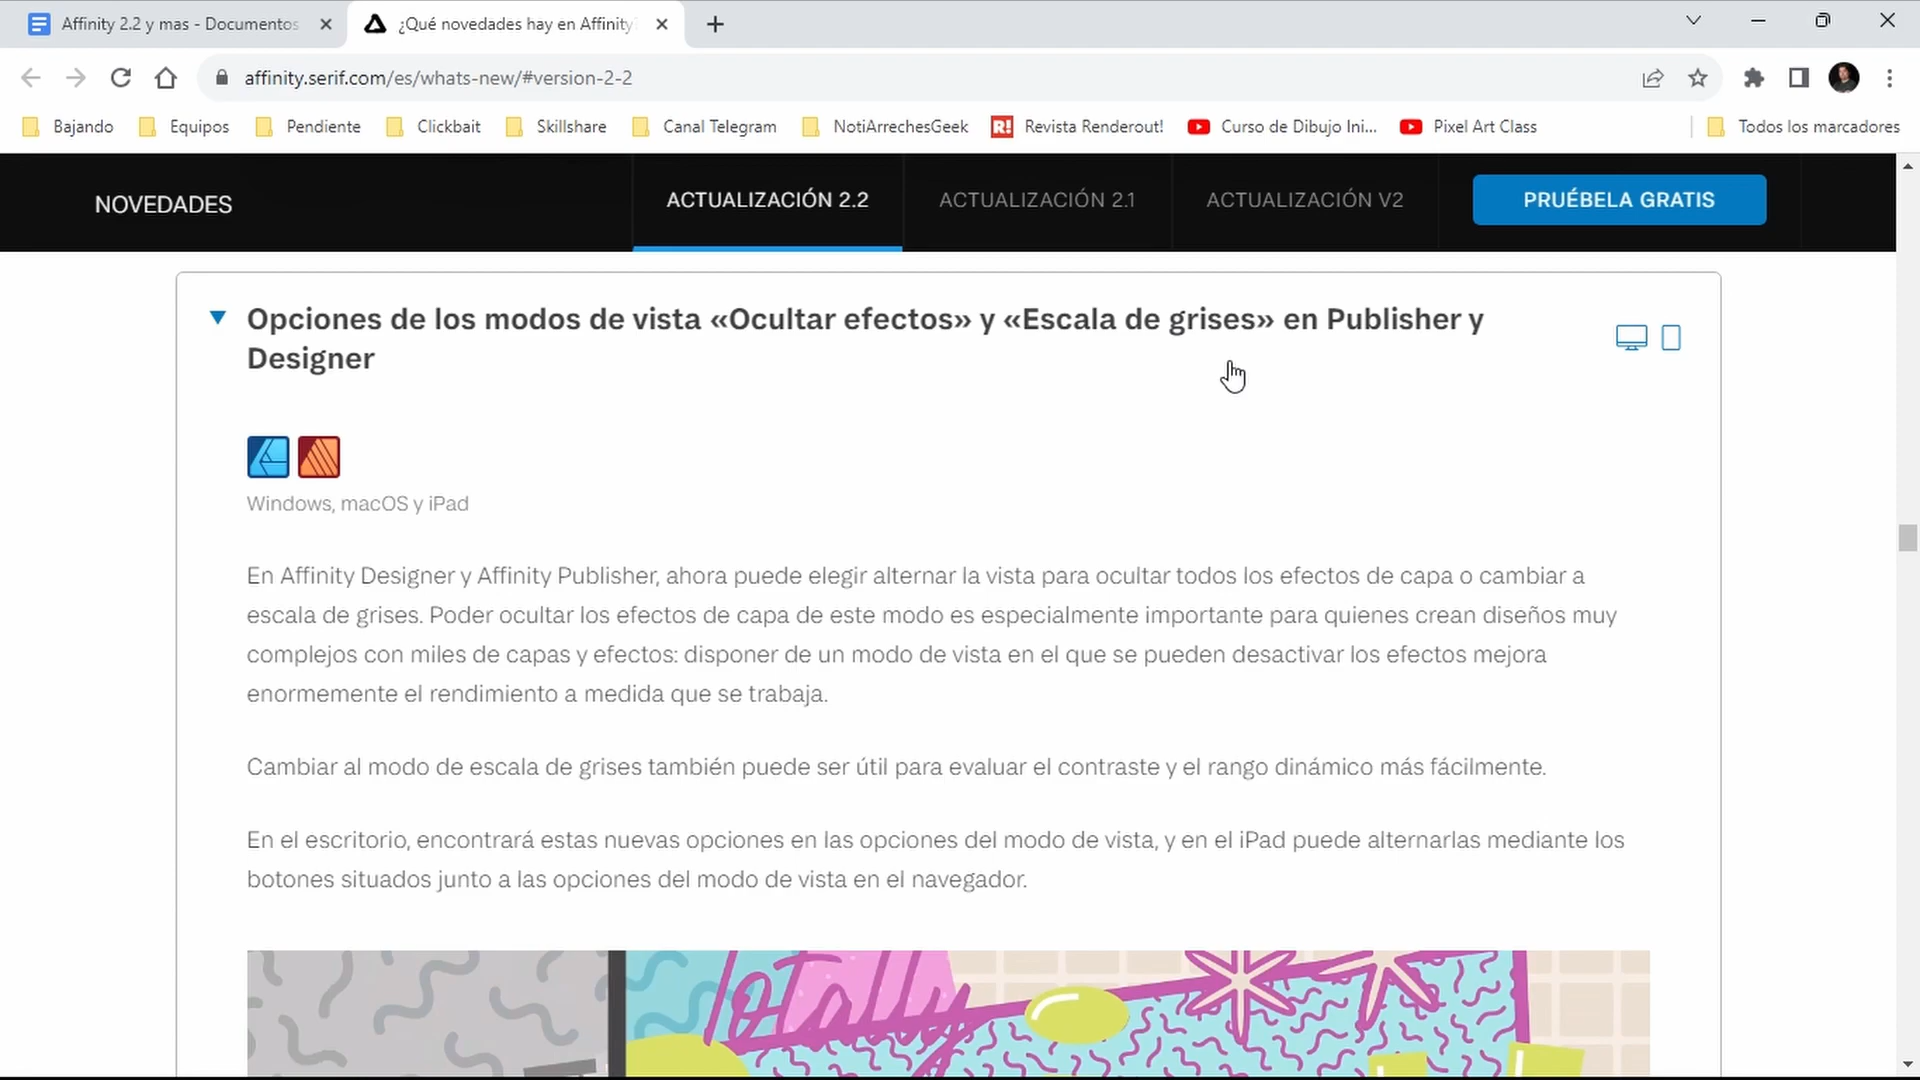 Affinity 2.2 y mas - Documentos
¿Qué novedades hay en Affinity?
affinity.serif.com/es/whats-new/#version-2-2
Bajando
Equipos
Pendiente
Clickbait
Skillshare
Canal Telegram
NotiArrechesGeek
R!
Revista Renderout!
Curso de Dibujo Ini...
Pixel Art Class
Todos los marcadores
NOVEDADES
ACTUALIZACIÓN 2.2
ACTUALIZACIÓN 2.1
ACTUALIZACIÓN V2
PRUÉBELA GRATIS
Opciones de los modos de vista «Ocultar efectos» y «Escala de grises» en Publisher y
Designer
Windows, macOS y iPad
En Affinity Designer y Affinity Publisher, ahora puede elegir alternar la vista para ocultar todos los efectos de capa o cambiar a
escala de grises. Poder ocultar los efectos de capa de este modo es especialmente importante para quienes crean diseños muy
complejos con miles de capas y efectos: disponer de un modo de vista en el que se pueden desactivar los efectos mejora
enormemente el rendimiento a medida que se trabaja.
Cambiar al modo de escala de grises también puede ser útil para evaluar el contraste y el rango dinámico más fácilmente.
En el escritorio, encontrará estas nuevas opciones en las opciones del modo de vista, y en el iPad puede alternarlas mediante los
botones situados junto a las opciones del modo de vista en el navegador.
Totally